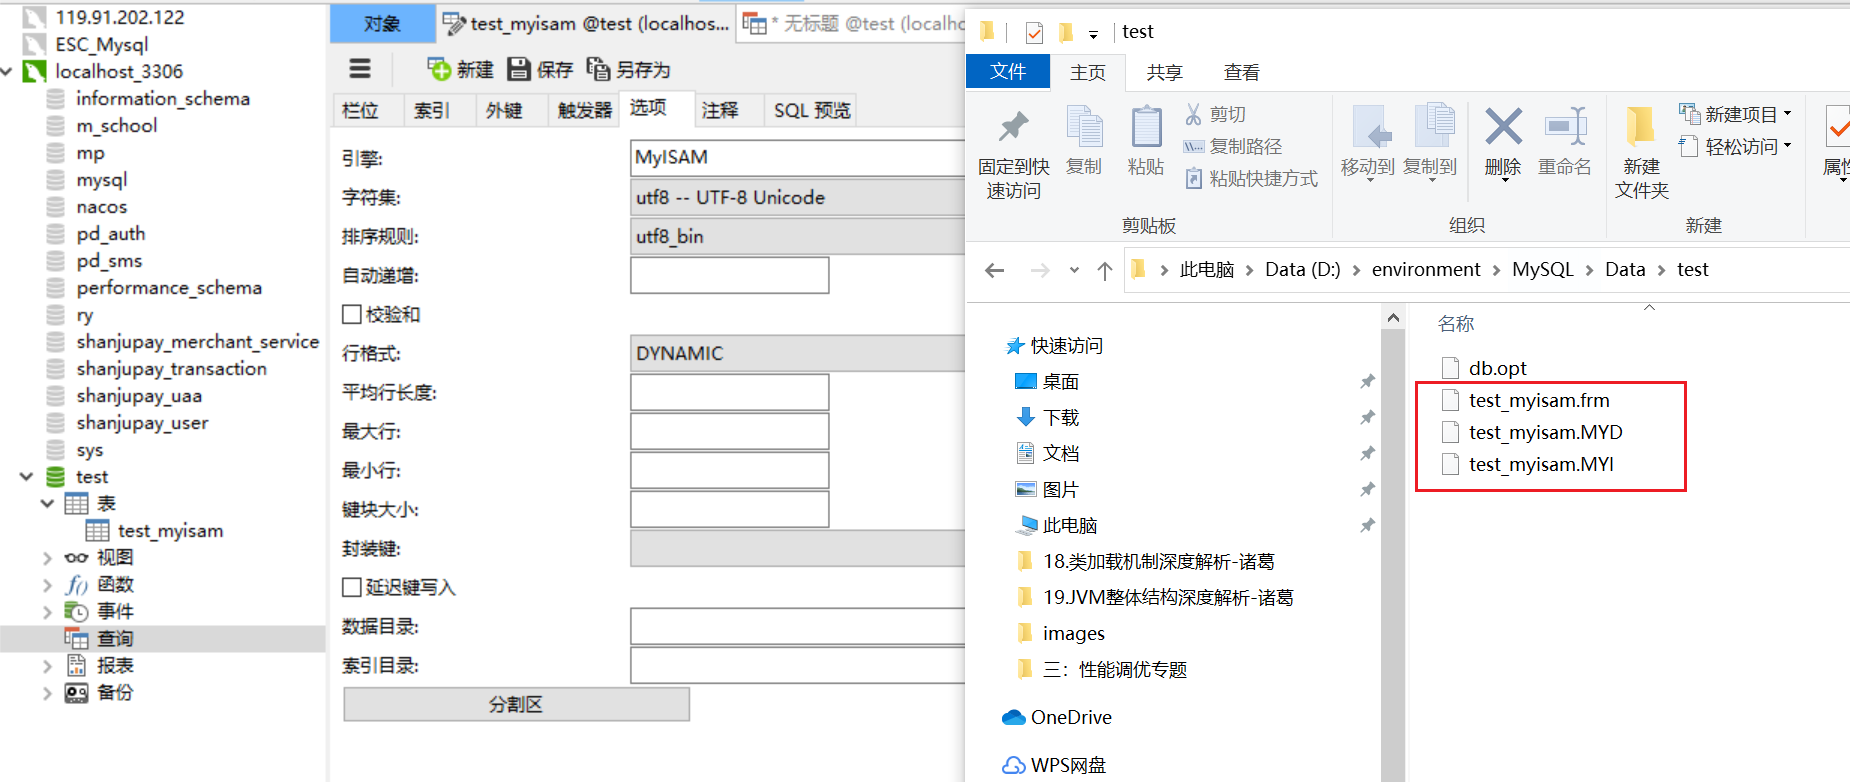 119.91.202.122
ESC_Mysql
localhost_3306
information_schema
m_school
mp
mysql
nacos
pd_auth
pd_sms
performance_schema
ry
shanjupay_merchant_service
shanjupay_transaction
shanjupay_uaa
shanjupay_user
sys
test
表
test_myisam
视图
函数
事件
查询
报表
备份
对象
test_myisam @test (localhos...
* 无标题 @test (localho
新建
保存
另存为
栏位
索引
外键
触发器
选项
注释
SQL 预览
引擎:
MyISAM
字符集:
utf8 -- UTF-8 Unicode
排序规则:
utf8_bin
自动递增:
校验和
行格式:
DYNAMIC
平均行长度:
最大行:
最小行:
键块大小:
封装键:
延迟键写入
数据目录:
索引目录:
分割区
test
文件
主页
共享
查看
固定到快
速访问
复制
粘贴
剪切
复制路径
粘贴快捷方式
剪贴板
移动到
复制到
删除
重命名
组织
新建
文件夹
新建项目
轻松访问
新建
属性
此电脑
Data (D:)
environment
MySQL
Data
test
快速访问
桌面
下载
文档
图片
此电脑
18.类加载机制深度解析-诸葛
19.JVM整体结构深度解析-诸葛
images
三：性能调优专题
OneDrive
WPS网盘
名称
db.opt
test_myisam.frm
test_myisam.MYD
test_myisam.MYI